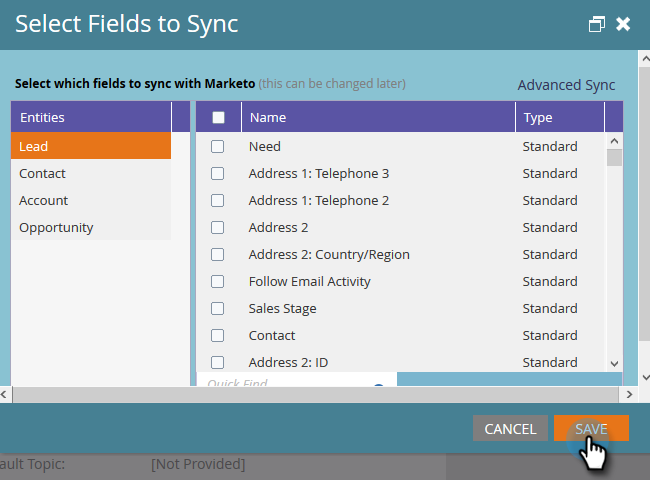 Select Fields to Sync
Select which fields to sync with Marketo (this can be changed later)
Advanced Sync
Entities
Name Type
Lead
Contact
Account
Opportunity
Need Standard
Address 1: Telephone 3 Standard
Address 1: Telephone 2 Standard
Address 2 Standard
Address 2: Country/Region Standard
Follow Email Activity Standard
Sales Stage Standard
Contact Standard
Address 2: ID Standard
Quick Find
CANCEL SAVE
ault Topic: [Not Provided]